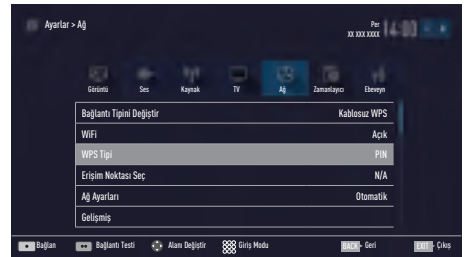 Ayarlar > Ağ
Per
XX XXX XXXX
14:00
Görüntü Ses Kaynak TV Ağ Zamanlayıcı Ebeveyn
Bağlantı Tipini Değiştir Kablosuz WPS
WiFi Açık
WPS Tipi PIN
Erişim Noktası Seç N/A
Ağ Ayarları Otomatik
Gelişmiş
Bağlan Bağlantı Testi Alanı Değiştir Giriş Modu BACK Geri EXIT Çıkış